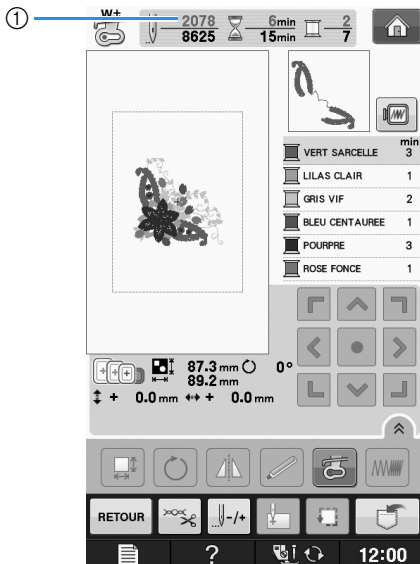 ①
W+
2078 6min 2
8625 15min 7
min
VERT SARCELLE 3
LILAS CLAIR 1
GRIS VIF 2
BLEU CENTAUREE 1
POURPRE 3
ROSE FONCE 1
87.3 mm 0°
89.2 mm
+ 0.0 mm + 0.0 mm
RETOUR -/+
? 12:00